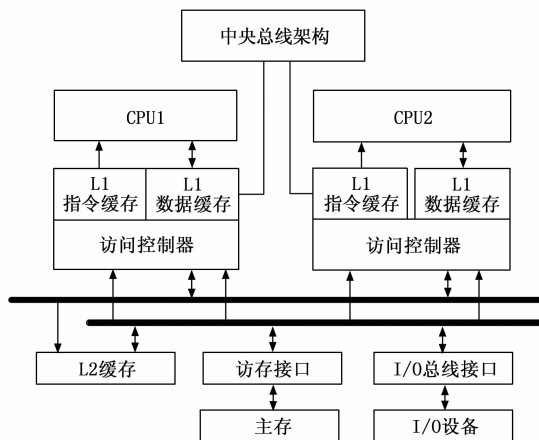 中央总线架构
CPU1
CPU2
L1
指令缓存
L1
数据缓存
L1
指令缓存
L1
数据缓存
访问控制器
访问控制器
L2缓存
访存接口
I/O总线接口
主存
I/O设备